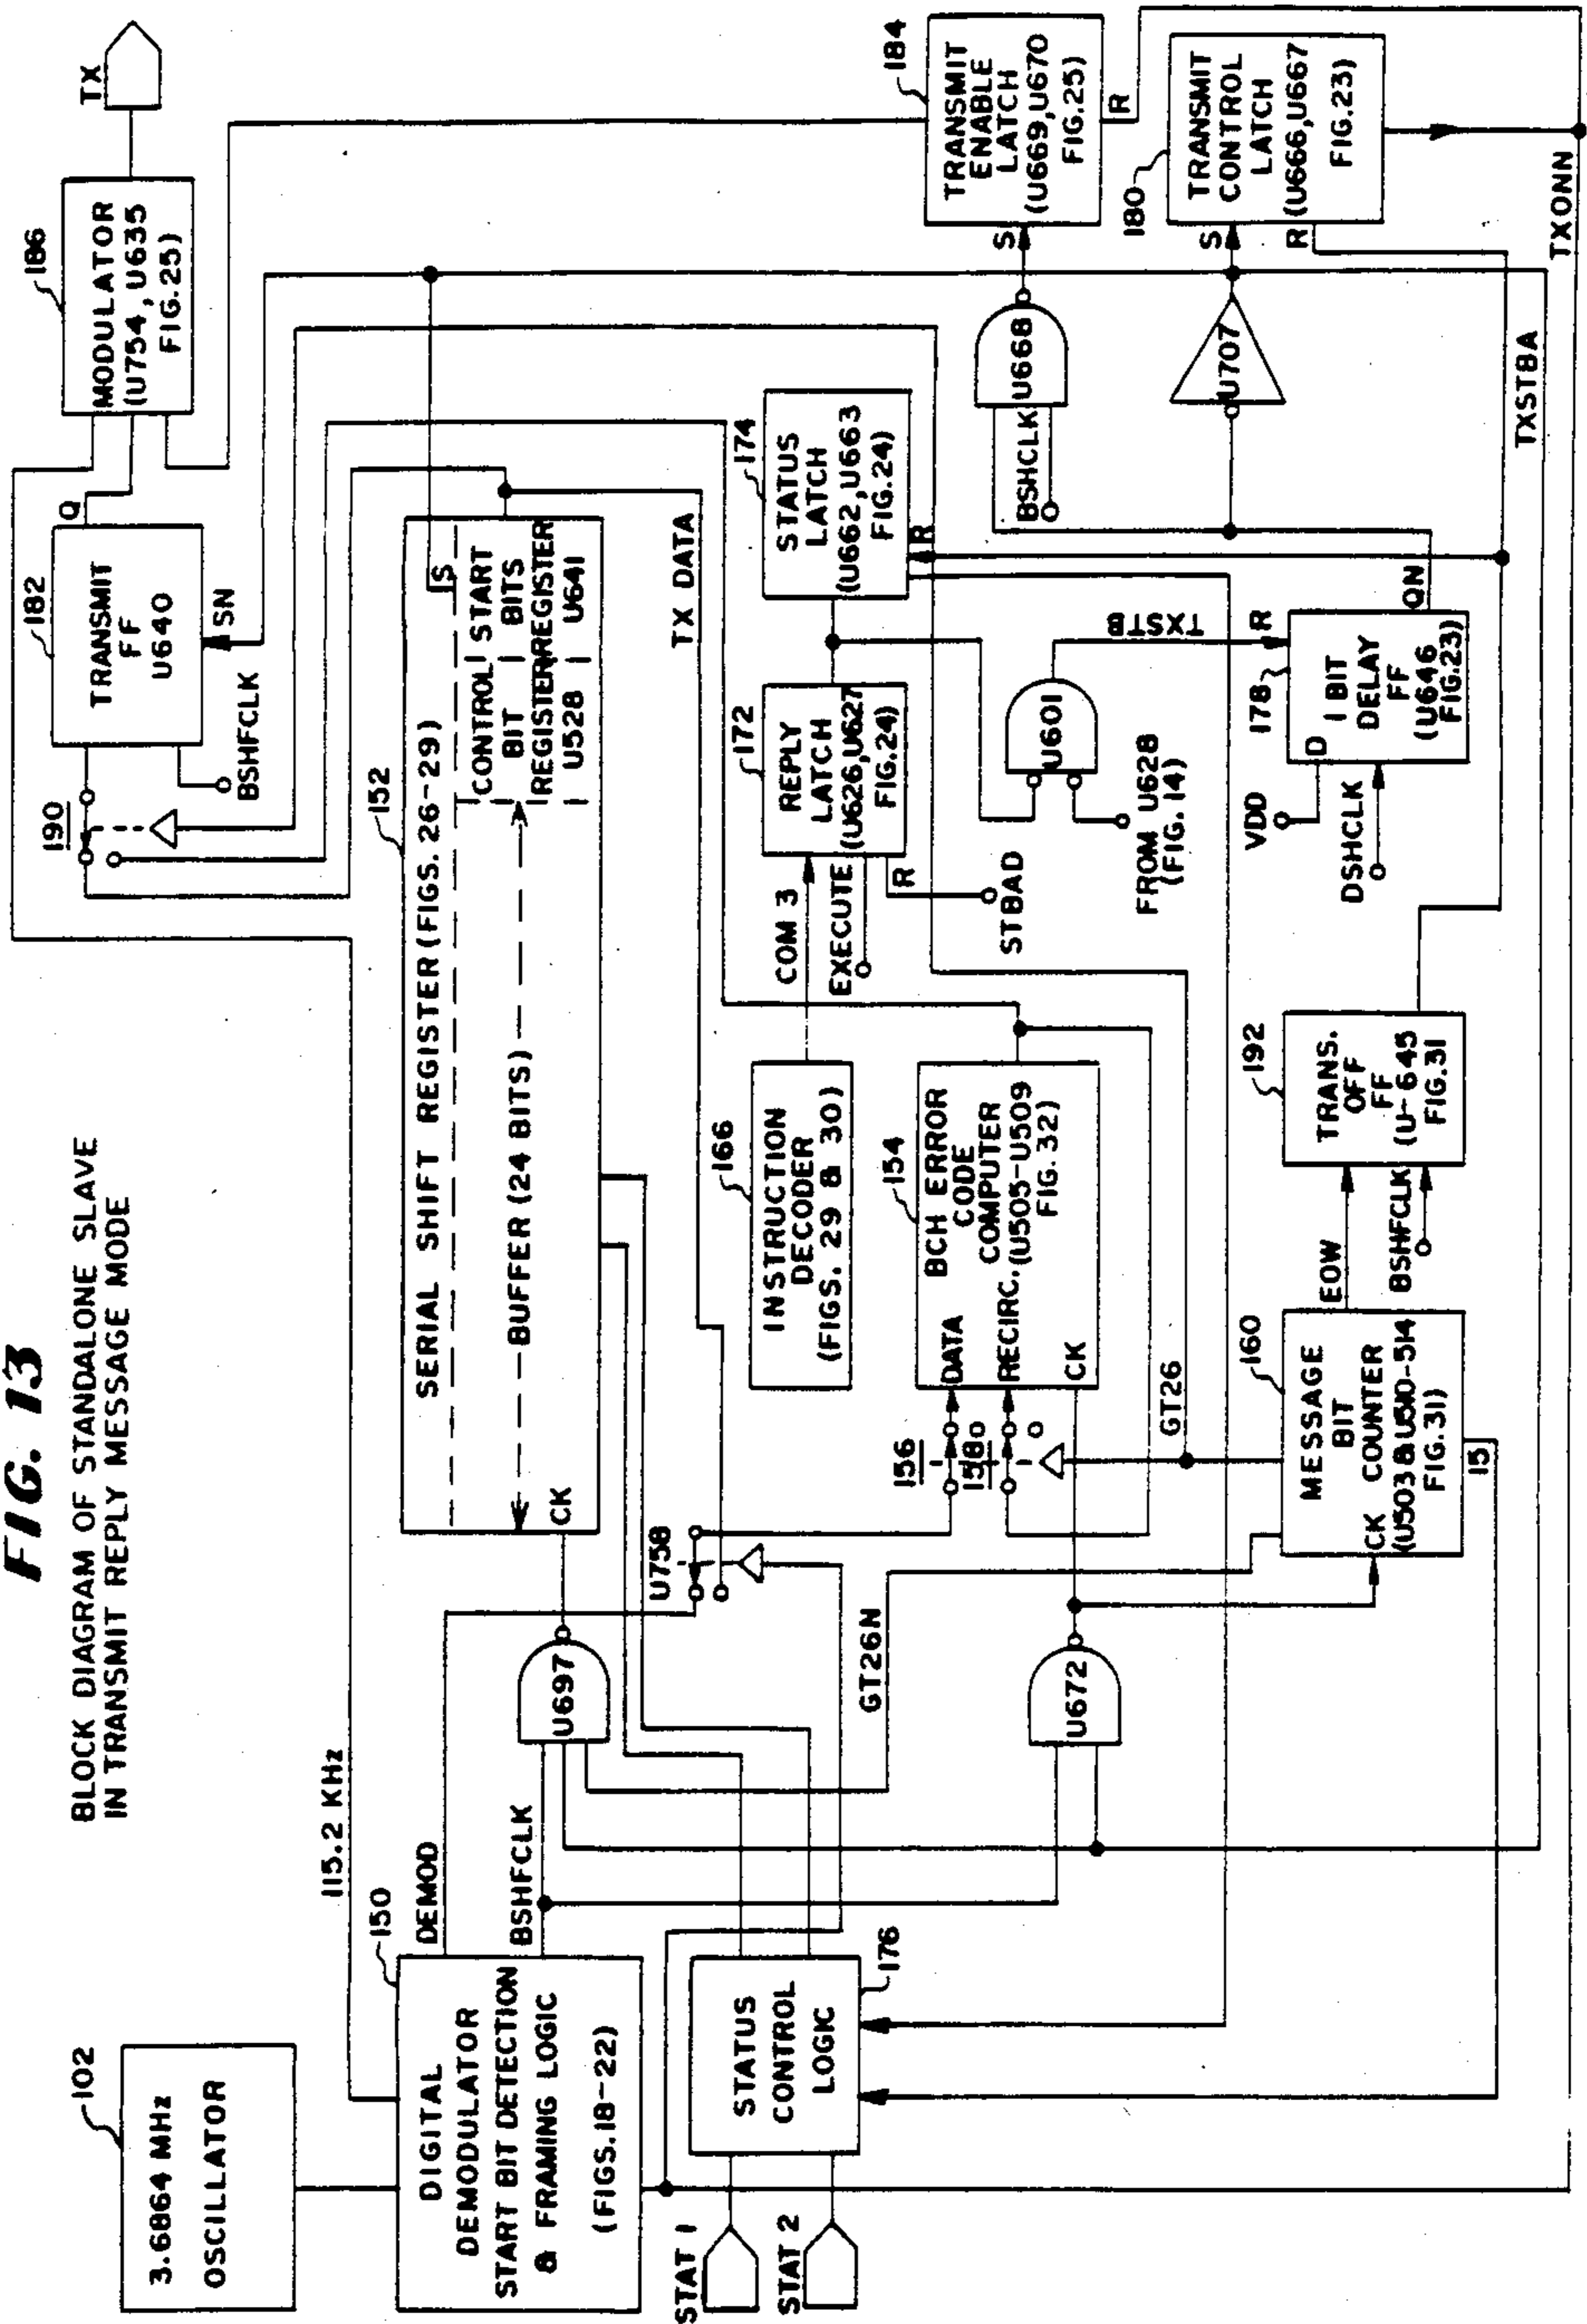 FIG. 13
BLOCK DIAGRAM OF STANDALONE SLAVE
IN TRANSMIT REPLY MESSAGE MODE
102
3.6864 MHz
OSCILLATOR
115.2 KHz
150
DIGITAL
DEMODULATOR
START BIT DETECTION
& FRAMING LOGIC
(FIGS.18-22)
DEMOD
BSHFCLK
STAT 1
STAT 2
STATUS
CONTROL
LOGIC
176
U697
U758
GT26N
U672
152
SERIAL SHIFT REGISTER (FIGS. 26-29)
BUFFER (24 BITS)
CK
CONTROL
BIT
REGISTER
U528
START
BITS
REGISTER
U641
S
190
182
TRANSMIT
FF
U640
Q
SN
BSHFCLK
186
MODULATOR
(U754, U635
FIG.25)
TX
TX DATA
166
INSTRUCTION
DECODER
(FIGS. 29 & 30)
COM 3
EXECUTE
R
STBAD
172
REPLY
LATCH
(U626,U627
FIG.24)
174
STATUS
LATCH
(U662,U663
FIG.24)
R
156
158
154
BCH ERROR
CODE
COMPUTER
(U505-U509
FIG.32)
DATA
RECIRC.
CK
GT26
U601
FROM U628
(FIG.14)
TXSTB
160
MESSAGE
BIT
COUNTER
(U503&U510-514
FIG.31)
CK
15
EOW
BSHFCLK
192
TRANS.
OFF
FF
(U-645
FIG.31
VDD
DSHCLK
178
D
1 BIT
DELAY
FF
(U646
FIG.23)
R
QN
BSHCLK
U668
U707
S
184
TRANSMIT
ENABLE
LATCH
(U669,U670
FIG.25)
R
180
S
R
TRANSMIT
CONTROL
LATCH
(U666,U667
FIG.23)
TXSTBA
TXONN